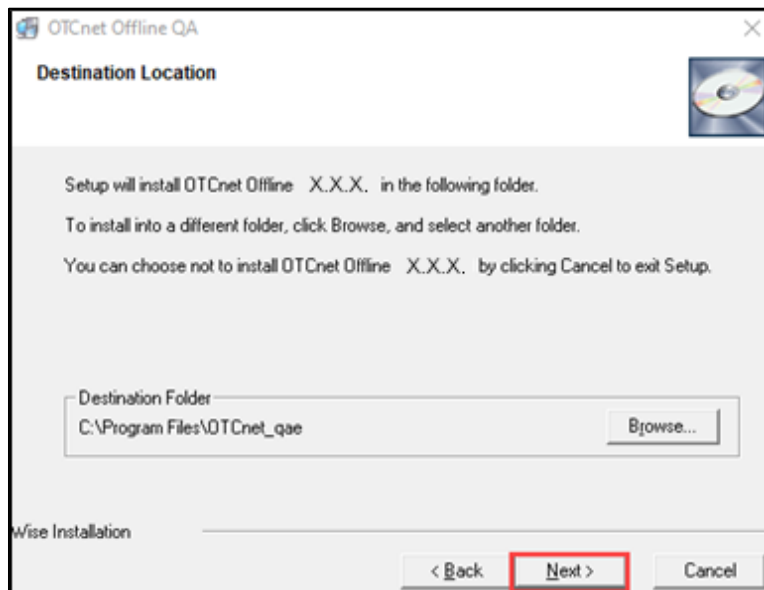 OTCnet Offline QA
Destination Location
Setup will install OTCnet Offline X.X.X. in the following folder.
To install into a different folder, click Browse, and select another folder.
You can choose not to install OTCnet Offline X.X.X. by clicking Cancel to exit Setup.
Destination Folder
C:\Program Files\OTCnet_qae
Browse...
Wise Installation
< Back Next > Cancel